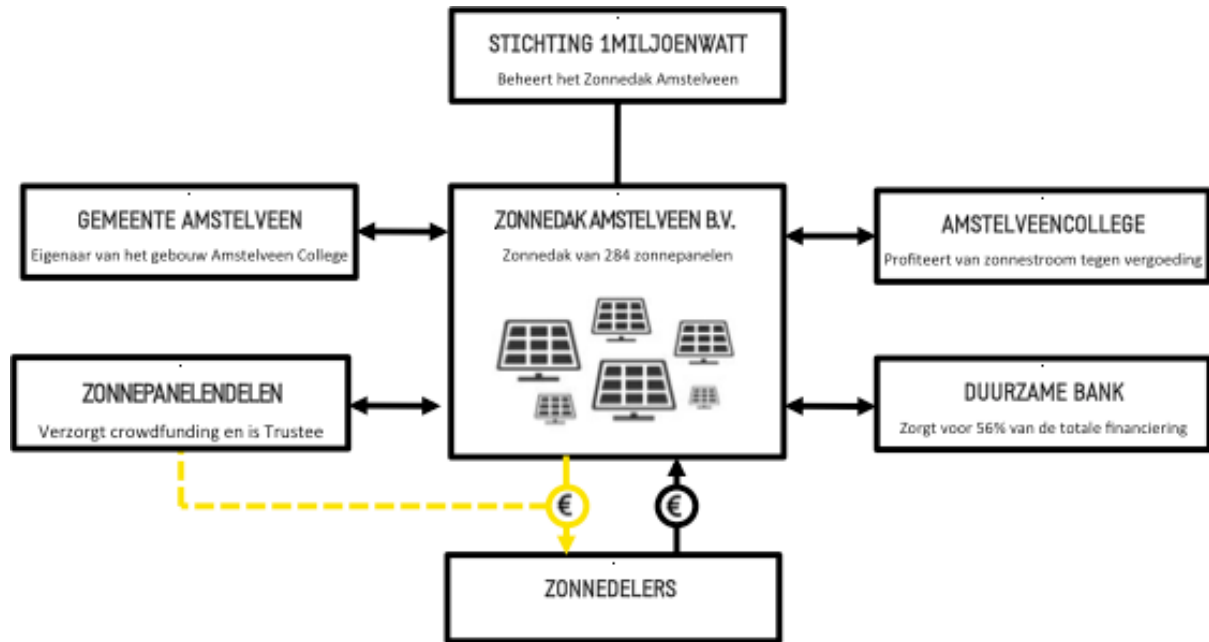 STICHTING 1MILJOENWATT
Beheert het Zonnedak Amstelveen
GEMEENTE AMSTELVEEN
Eigenaar van het gebouw Amstelveen College
ZONNEDAK AMSTELVEEN B.V.
Zonnedak van 284 zonnepanelen
AMSTELVEENCOLLEGE
Profiteert van zonnestroom tegen vergoeding
ZONNEPANELENDELEN
Verzorgt crowdfunding en is Trustee
DUURZAME BANK
Zorgt voor 56% van de totale financiering
€
€
ZONNEDELERS